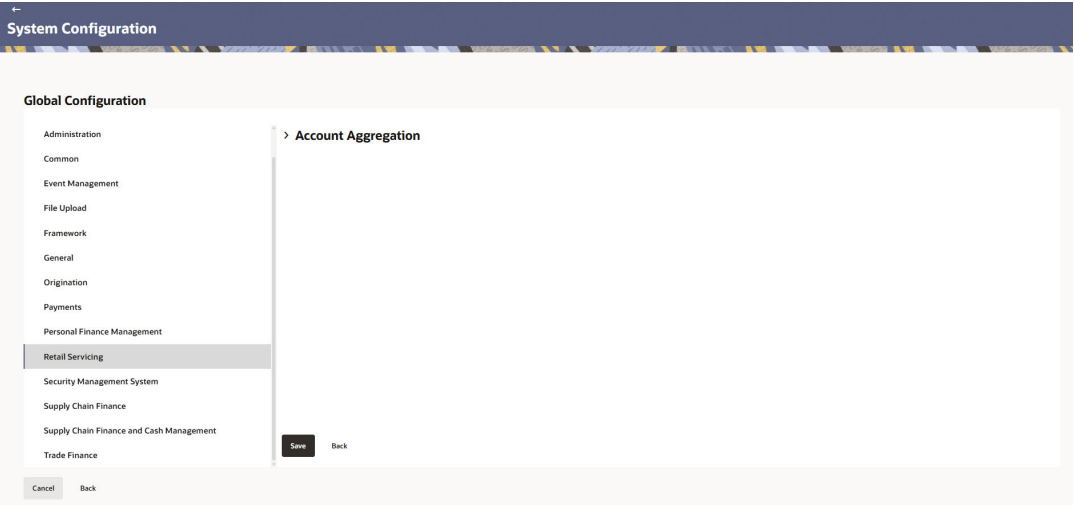 System Configuration
Global Configuration
Administration
Common
Event Management
File Upload
Framework
General
Origination
Payments
Personal Finance Management
Retail Servicing
Security Management System
Supply Chain Finance
Supply Chain Finance and Cash Management
Trade Finance
Account Aggregation
Save Back
Cancel Back